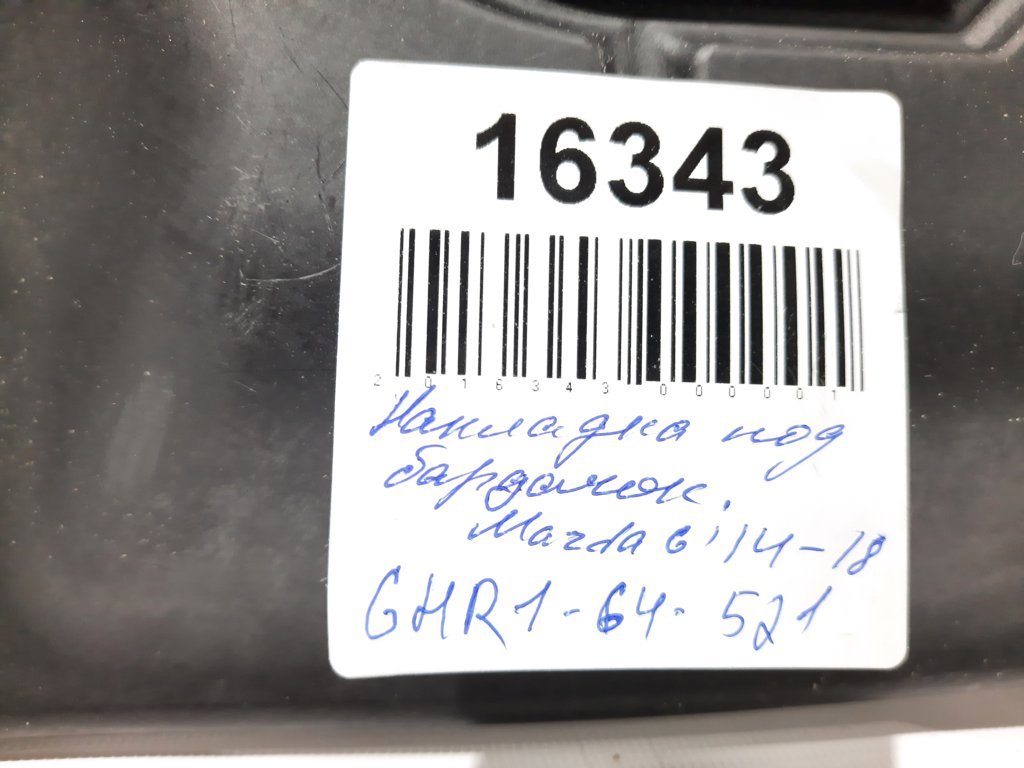 16343
2016343000001
Накладка под
бардачок,
Mazda 6 '14-18
GHR1-64-521